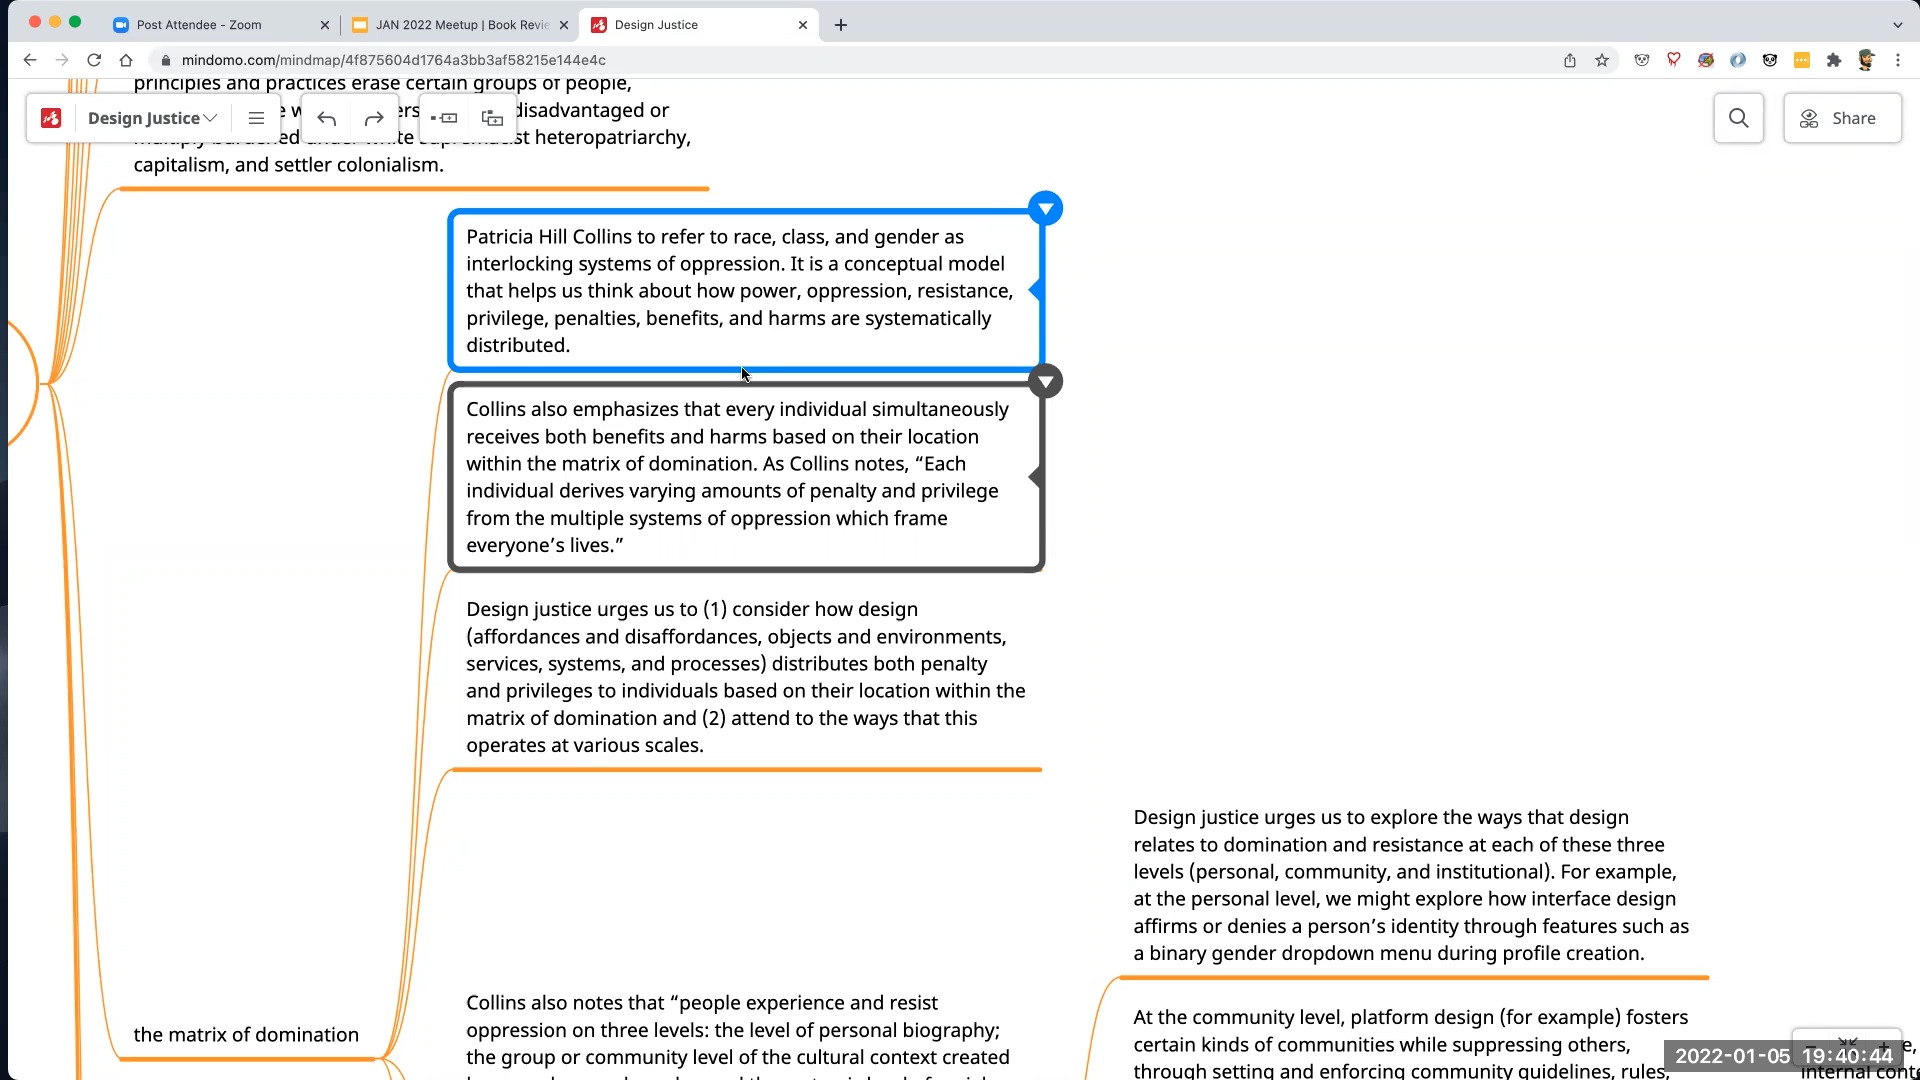 Post Attendee - Zoom
JAN 2022 Meetup | Book Revie
Design Justice
mindomo.com/mindmap/4f875604d1764a3bb3af58215e144e4c
principles and practices erase certain groups of people,
disadvantaged or
heteropatriarchy,
capitalism, and settler colonialism.
Design Justice
Share
Patricia Hill Collins to refer to race, class, and gender as
interlocking systems of oppression. It is a conceptual model
that helps us think about how power, oppression, resistance,
privilege, penalties, benefits, and harms are systematically
distributed.
Collins also emphasizes that every individual simultaneously
receives both benefits and harms based on their location
within the matrix of domination. As Collins notes, “Each
individual derives varying amounts of penalty and privilege
from the multiple systems of oppression which frame
everyone’s lives.”
Design justice urges us to (1) consider how design
(affordances and disaffordances, objects and environments,
services, systems, and processes) distributes both penalty
and privileges to individuals based on their location within the
matrix of domination and (2) attend to the ways that this
operates at various scales.
the matrix of domination
Collins also notes that “people experience and resist
oppression on three levels: the level of personal biography;
the group or community level of the cultural context created
Design justice urges us to explore the ways that design
relates to domination and resistance at each of these three
levels (personal, community, and institutional). For example,
at the personal level, we might explore how interface design
affirms or denies a person’s identity through features such as
a binary gender dropdown menu during profile creation.
At the community level, platform design (for example) fosters
certain kinds of communities while suppressing others,
through setting and enforcing community guidelines, rules,
2022-01-05 19:40:44